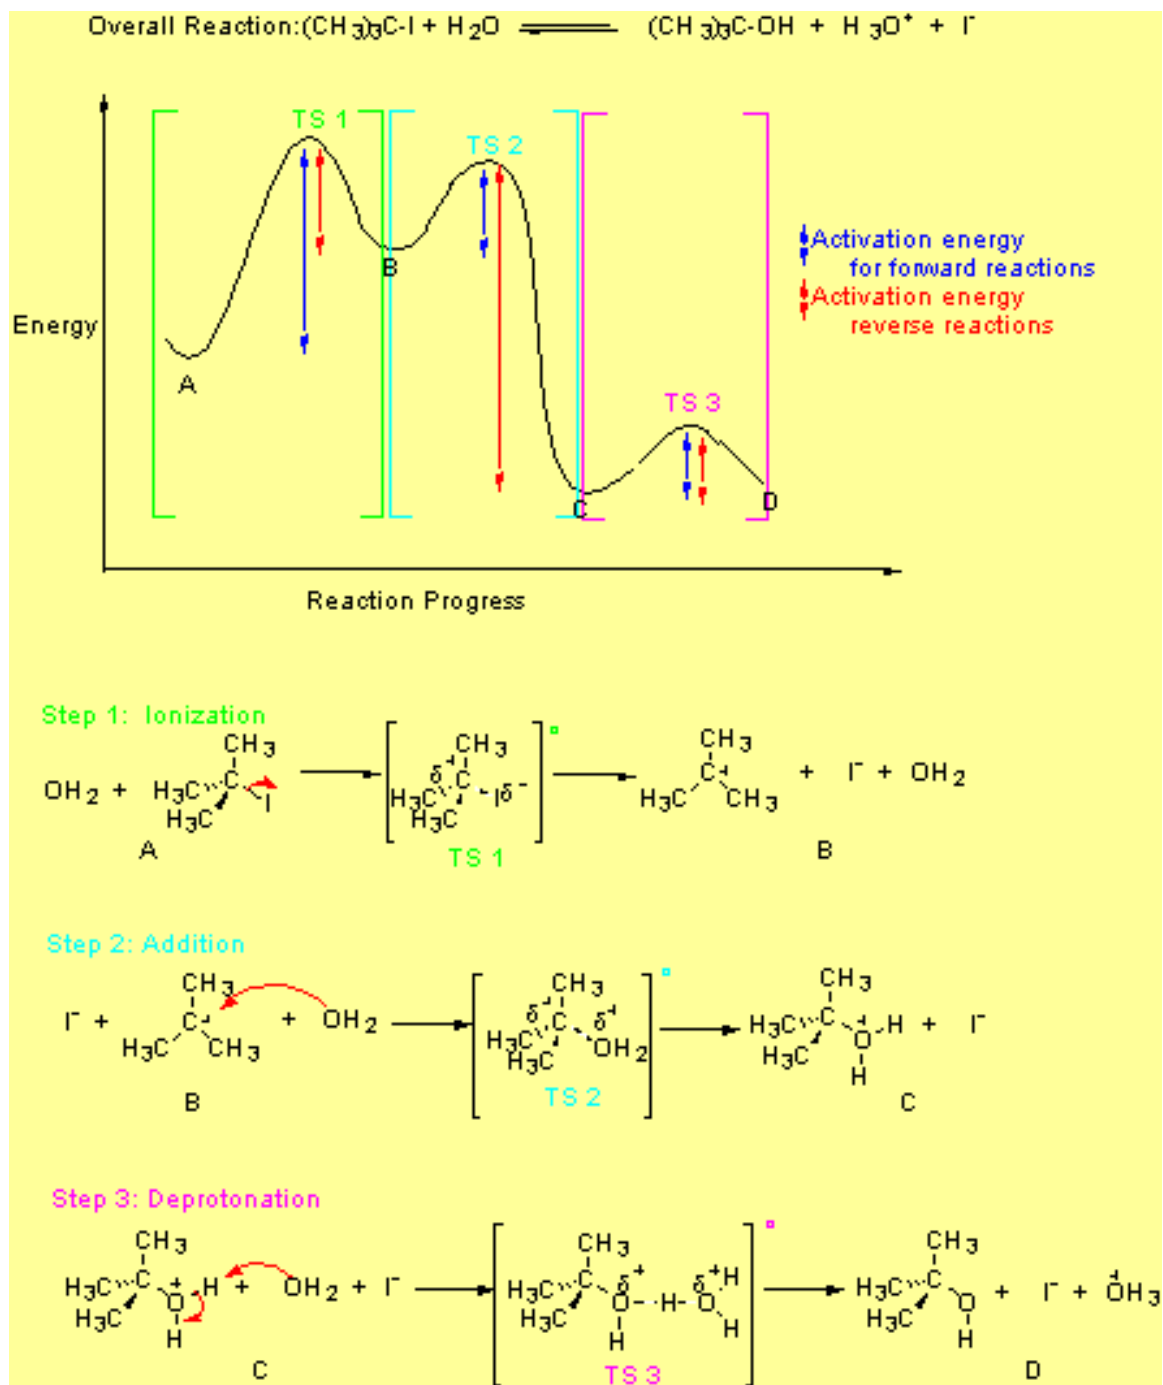 Overall Reaction:(CH3)3C-I + H2O ⇌ (CH3)3C-OH + H3O+ + I-
TS 1
TS 2
B
Activation energy
for forward reactions
Activation energy
reverse reactions
Energy
A
TS 3
C
D
Reaction Progress
Step 1: Ionization
OH2 + CH3 H3C H3C C I
A
CH3 δ+ C H3C H3C I δ-
TS 1
CH3 C+ H3C CH3 + I- + OH2
B
Step 2: Addition
I- + CH3 C+ H3C CH3 + OH2
B
CH3 δ+ C δ+ H3C H3C OH2
TS 2
CH3 H3C C H3C O+ H H + I-
C
Step 3: Deprotonation
CH3 H3C C H3C O+ H H + OH2 + I-
C
CH3 H3C C H3C δ+ O H H δ+ O H H
TS 3
CH3 H3C C H3C O H + I- + +OH3
D